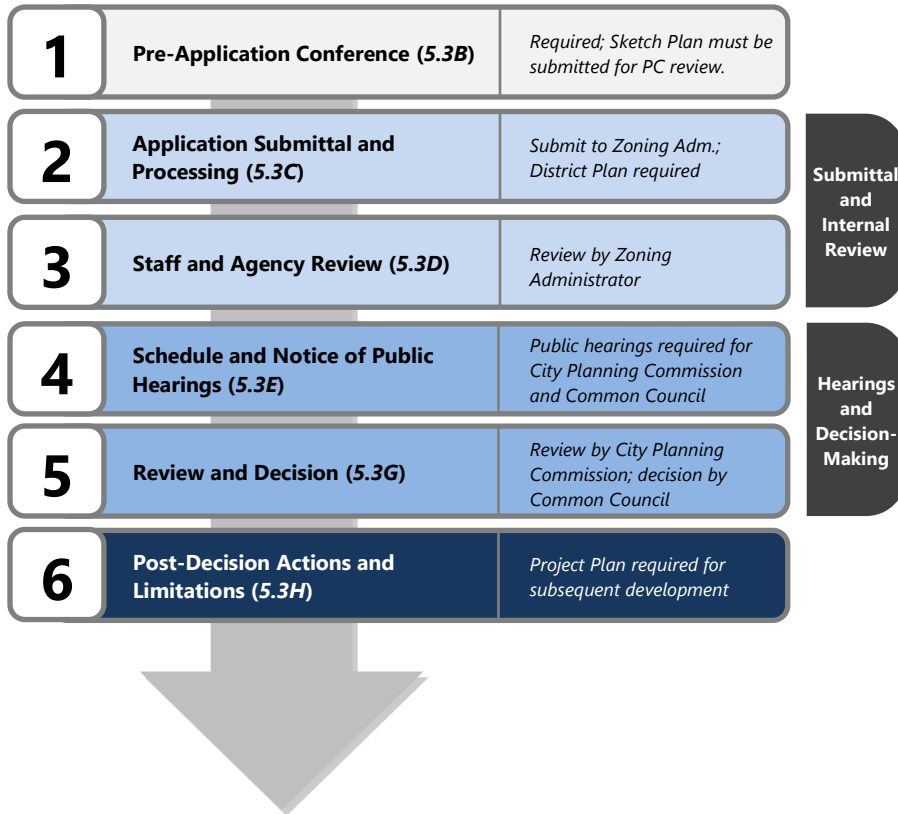 1
Pre-Application Conference (5.3B)
Required; Sketch Plan must be
submitted for PC review.
2
Application Submittal and
Processing (5.3C)
Submit to Zoning Adm.;
District Plan required
3
Staff and Agency Review (5.3D)
Review by Zoning
Administrator
Submittal
and
Internal
Review
4
Schedule and Notice of Public
Hearings (5.3E)
Public hearings required for
City Planning Commission
and Common Council
5
Review and Decision (5.3G)
Review by City Planning
Commission; decision by
Common Council
Hearings
and
Decision-
Making
6
Post-Decision Actions and
Limitations (5.3H)
Project Plan required for
subsequent development